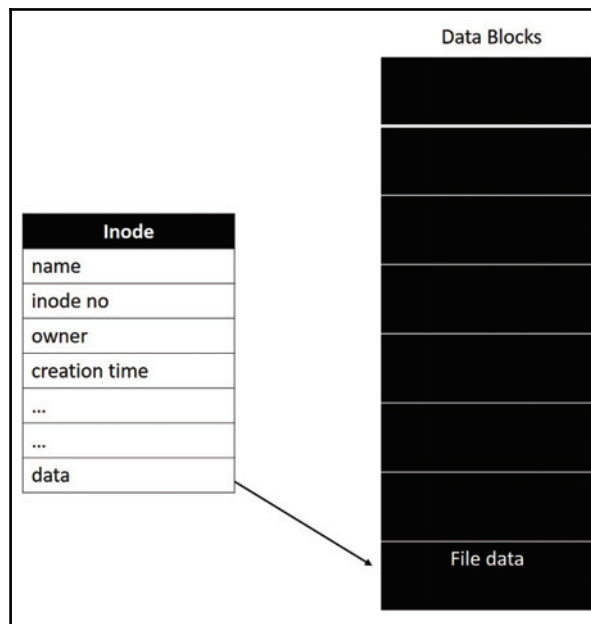 Data Blocks
Inode
name
inode no
owner
creation time
...
...
data
File data